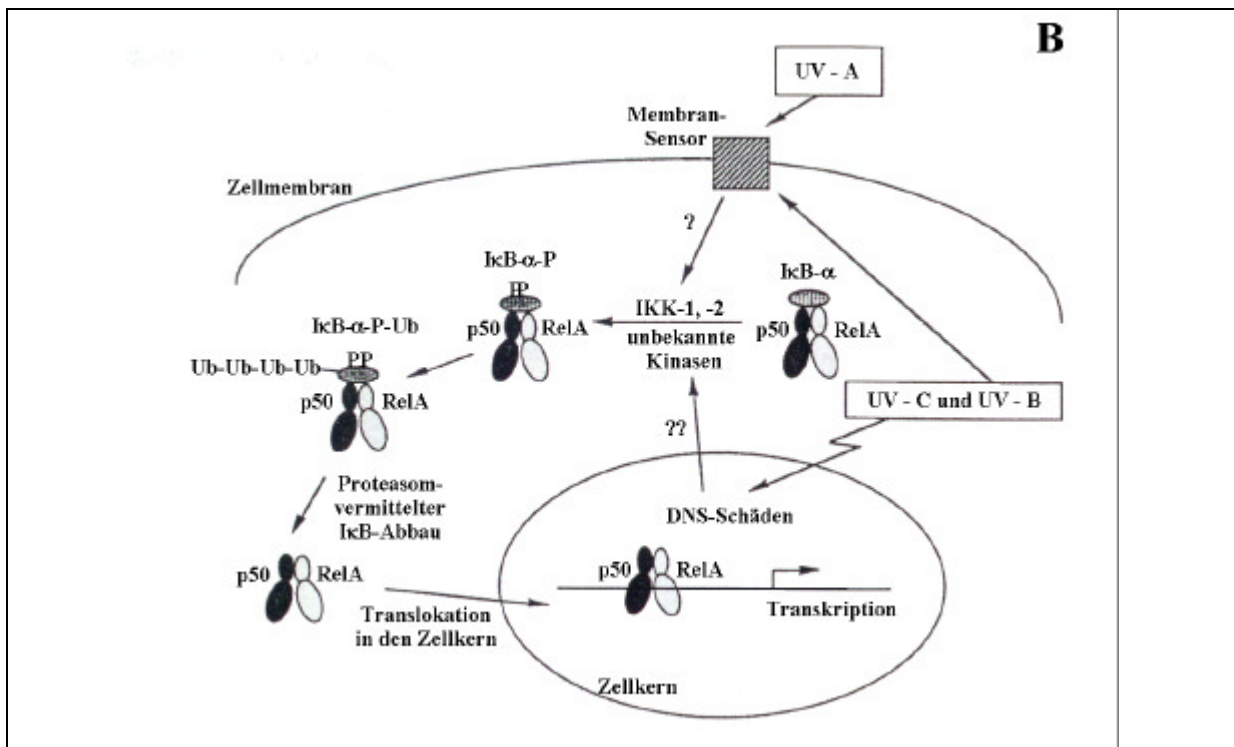 B
UV - A
Membran-
Sensor
Zellmembran
?
IκB-α-P
PP
p50 RelA
IKK-1, -2
unbekannte
Kinasen
IκB-α
p50 RelA
IκB-α-P-Ub
Ub-Ub-Ub-Ub
PP
p50 RelA
UV - C und UV - B
??
Proteasom-
vermittelter
IκB-Abbau
DNS-Schäden
p50 RelA
p50 RelA
Transkription
Translokation
in den Zellkern
Zellkern